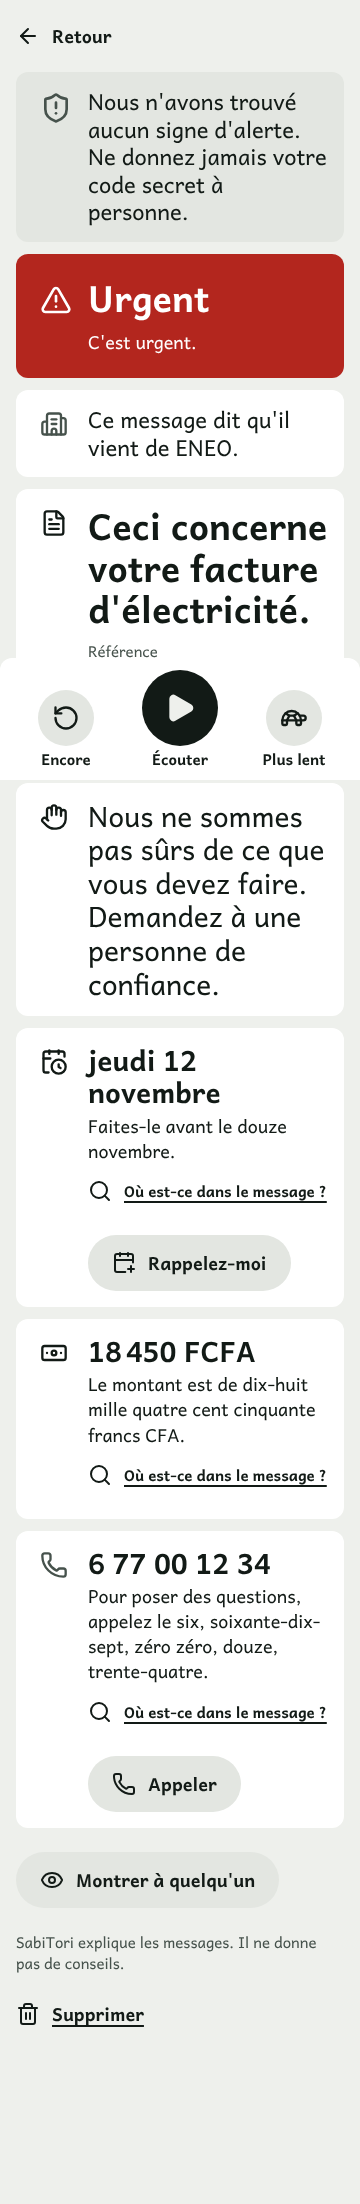 Retour
Nous n'avons trouvé
aucun signe d'alerte.
Ne donnez jamais votre
code secret à
personne.
Urgent
C'est urgent.
Ce message dit qu'il
vient de ENEO.
Ceci concerne
votre facture
d'électricité.
Référence
Encore
Écouter
Plus lent
Nous ne sommes
pas sûrs de ce que
vous devez faire.
Demandez à une
personne de
confiance.
jeudi 12
novembre
Faites-le avant le douze
novembre.
Où est-ce dans le message ?
Rappelez-moi
18 450 FCFA
Le montant est de dix-huit
mille quatre cent cinquante
francs CFA.
Où est-ce dans le message ?
6 77 00 12 34
Pour poser des questions,
appelez le six, soixante-dix-
sept, zéro zéro, douze,
trente-quatre.
Où est-ce dans le message ?
Appeler
Montrer à quelqu'un
SabiTori explique les messages. Il ne donne
pas de conseils.
Supprimer